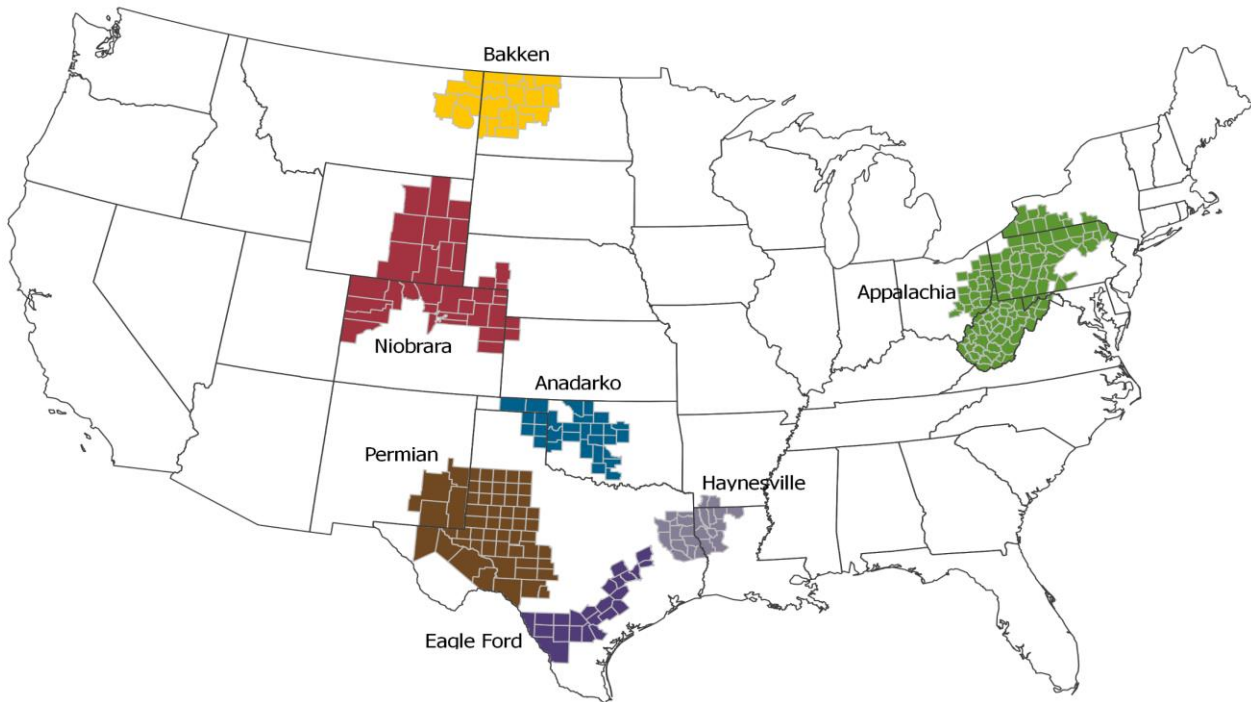 Bakken
Appalachia
Niobrara
Anadarko
Permian
Haynesville
Eagle Ford